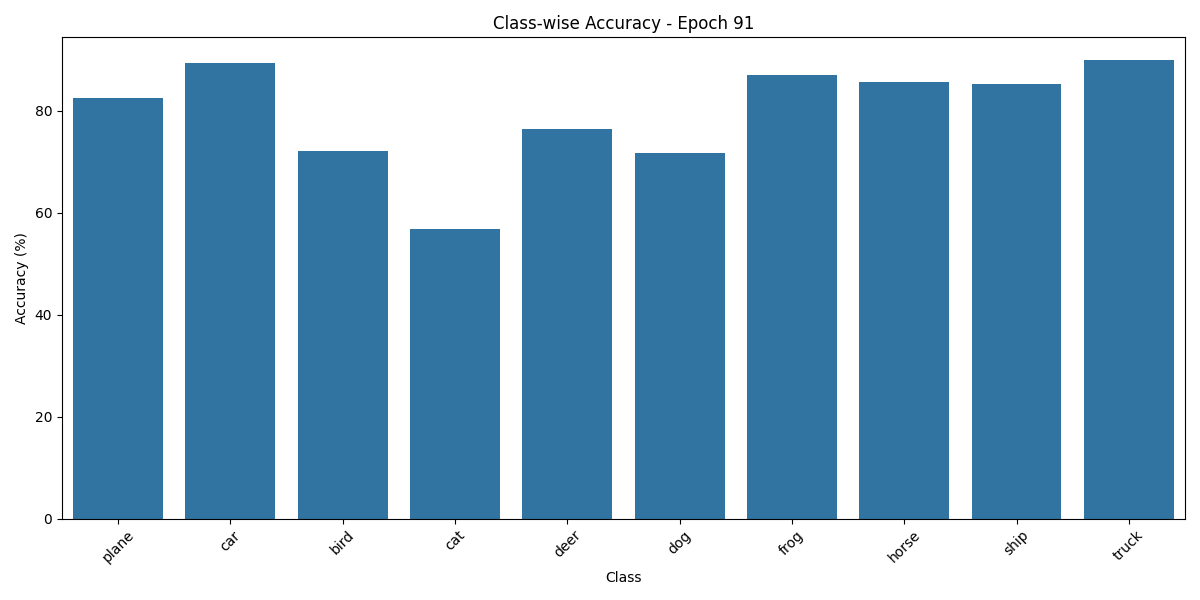 Class-wise Accuracy - Epoch 91
Accuracy (%)
80
60
40
20
0
plane
car
bird
cat
deer
dog
frog
horse
ship
truck
Class